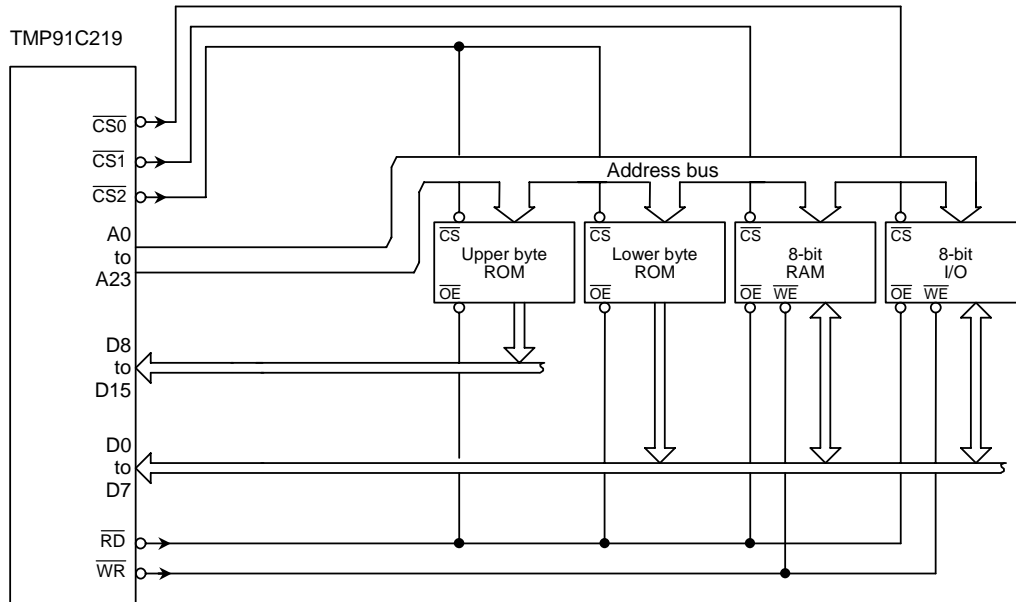 TMP91C219
CS0
CS1
CS2
A0
to
A23
D8
to
D15
D0
to
D7
RD
WR
Address bus
CS
Upper byte
ROM
OE
CS
Lower byte
ROM
OE
CS
8-bit
RAM
OE WE
CS
8-bit
I/O
OE WE